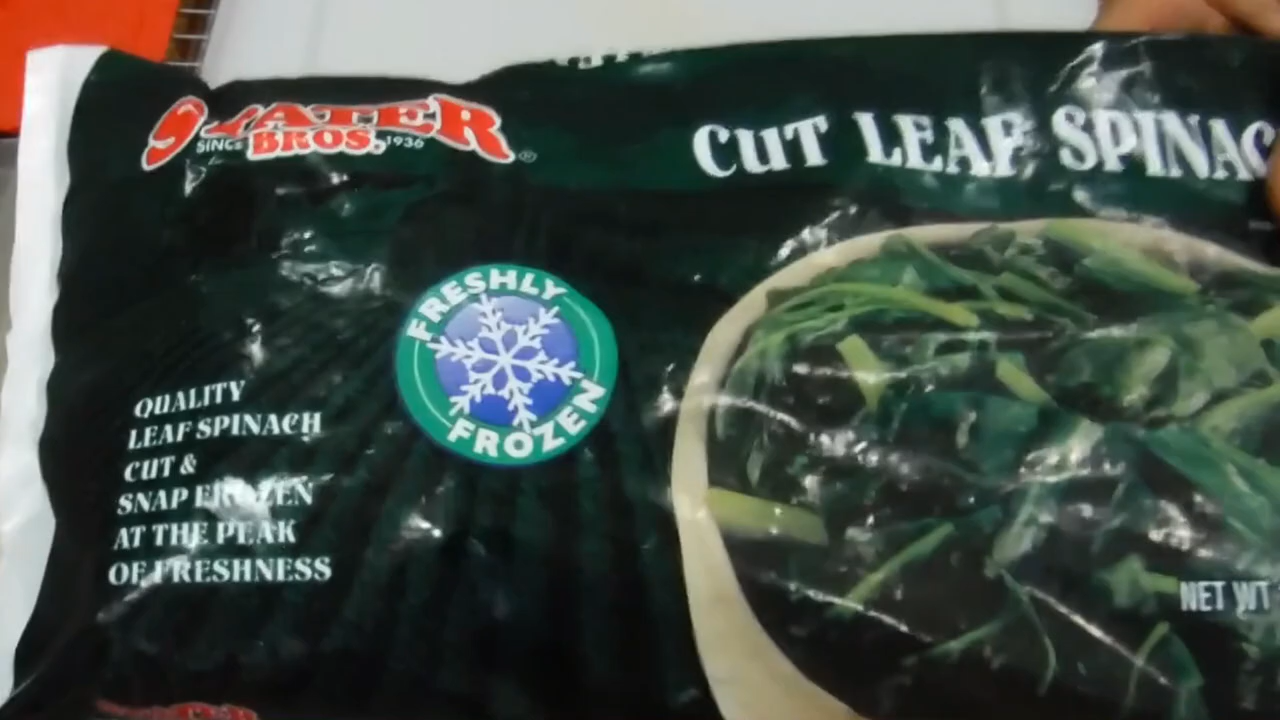 STATER
BROS.
SINCE 1936
®
CUT LEAF SPINAC
FRESHLY
FROZEN
QUALITY
LEAF SPINACH
CUT &
SNAP FROZEN
AT THE PEAK
OF FRESHNESS
NET WT